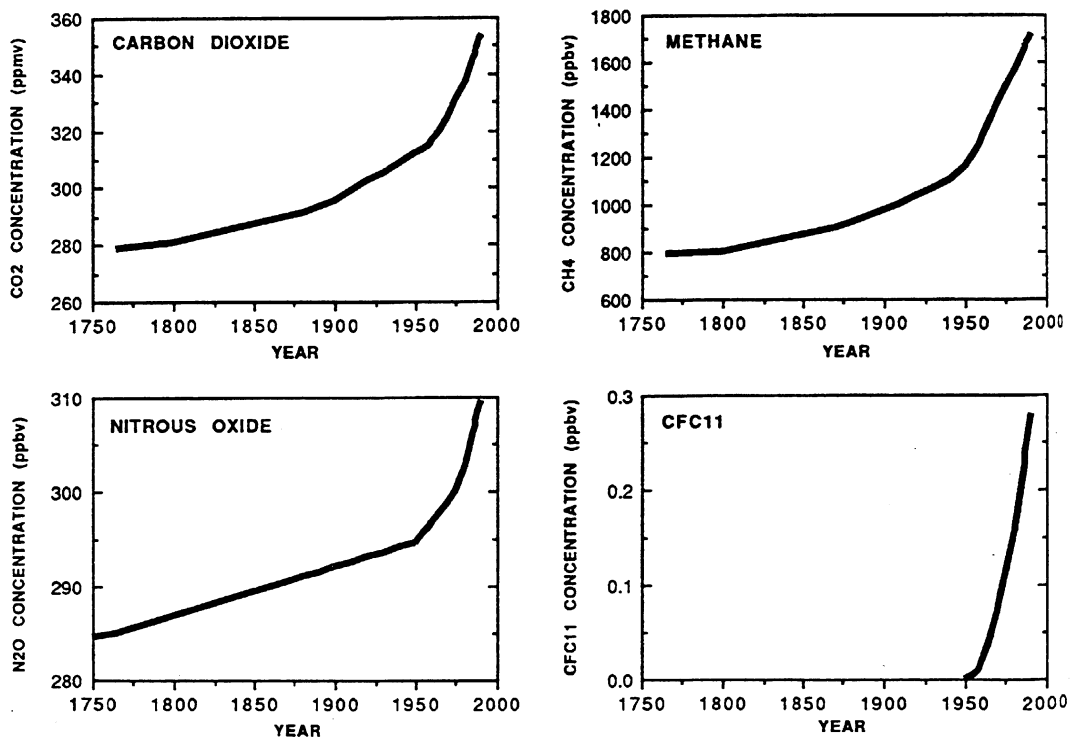 CARBON DIOXIDE
CO2 CONCENTRATION (ppmv)
360
340
320
300
280
260
1750 1800 1850 1900 1950 2000
YEAR
METHANE
CH4 CONCENTRATION (ppbv)
1800
1600
1400
1200
1000
800
600
1750 1800 1850 1900 1950 2000
YEAR
NITROUS OXIDE
N2O CONCENTRATION (ppbv)
310
300
290
280
1750 1800 1850 1900 1950 2000
YEAR
CFC11
CFC11 CONCENTRATION (ppbv)
0.3
0.2
0.1
0.0
1750 1800 1850 1900 1950 2000
YEAR